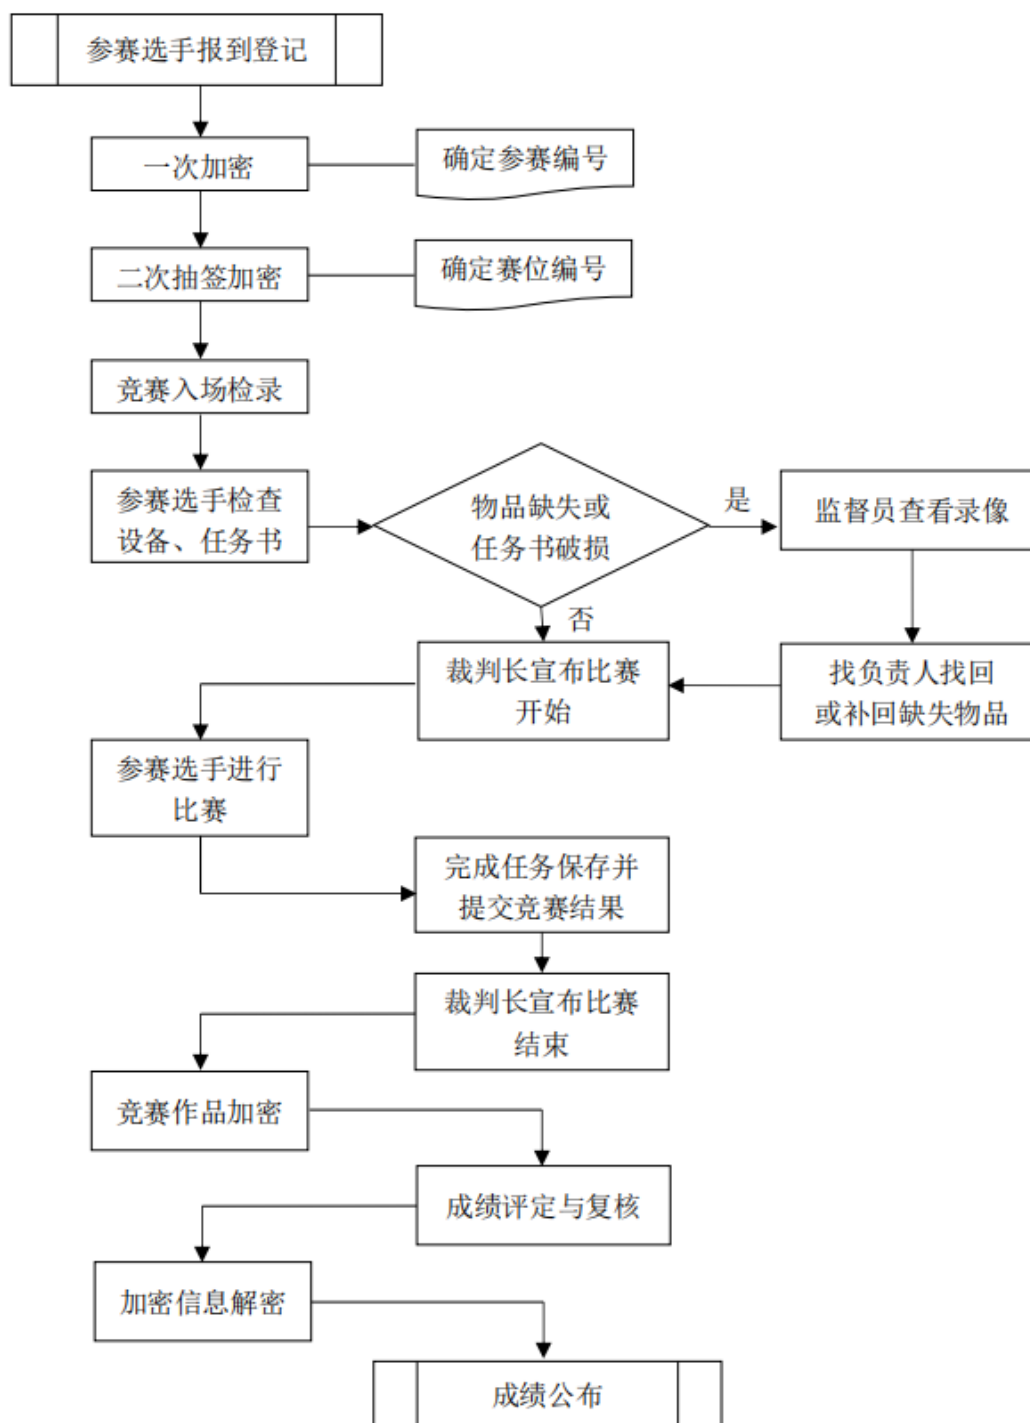 参赛选手报到登记
一次加密
确定参赛编号
二次抽签加密
确定赛位编号
竞赛入场检录
参赛选手检查
设备、任务书
物品缺失或
任务书破损
是
监督员查看录像
否
裁判长宣布比赛
开始
找负责人找回
或补回缺失物品
参赛选手进行
比赛
完成任务保存并
提交竞赛结果
裁判长宣布比赛
结束
竞赛作品加密
成绩评定与复核
加密信息解密
成绩公布